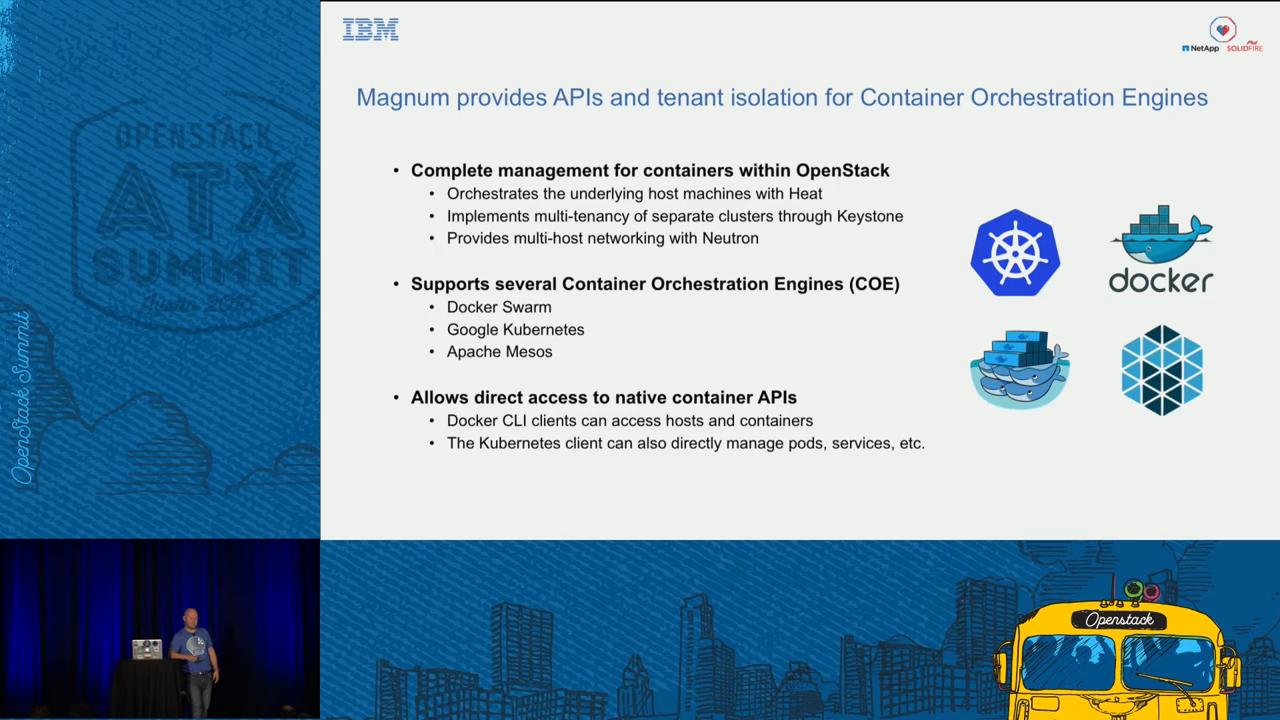 IBM
NetApp SOLIDFIRE
Magnum provides APIs and tenant isolation for Container Orchestration Engines
• Complete management for containers within OpenStack
• Orchestrates the underlying host machines with Heat
• Implements multi-tenancy of separate clusters through Keystone
• Provides multi-host networking with Neutron
• Supports several Container Orchestration Engines (COE)
• Docker Swarm
• Google Kubernetes
• Apache Mesos
• Allows direct access to native container APIs
• Docker CLI clients can access hosts and containers
• The Kubernetes client can also directly manage pods, services, etc.
docker
OPENSTACK
ATX
SUMMIT
OpenStack Summit
Openstack